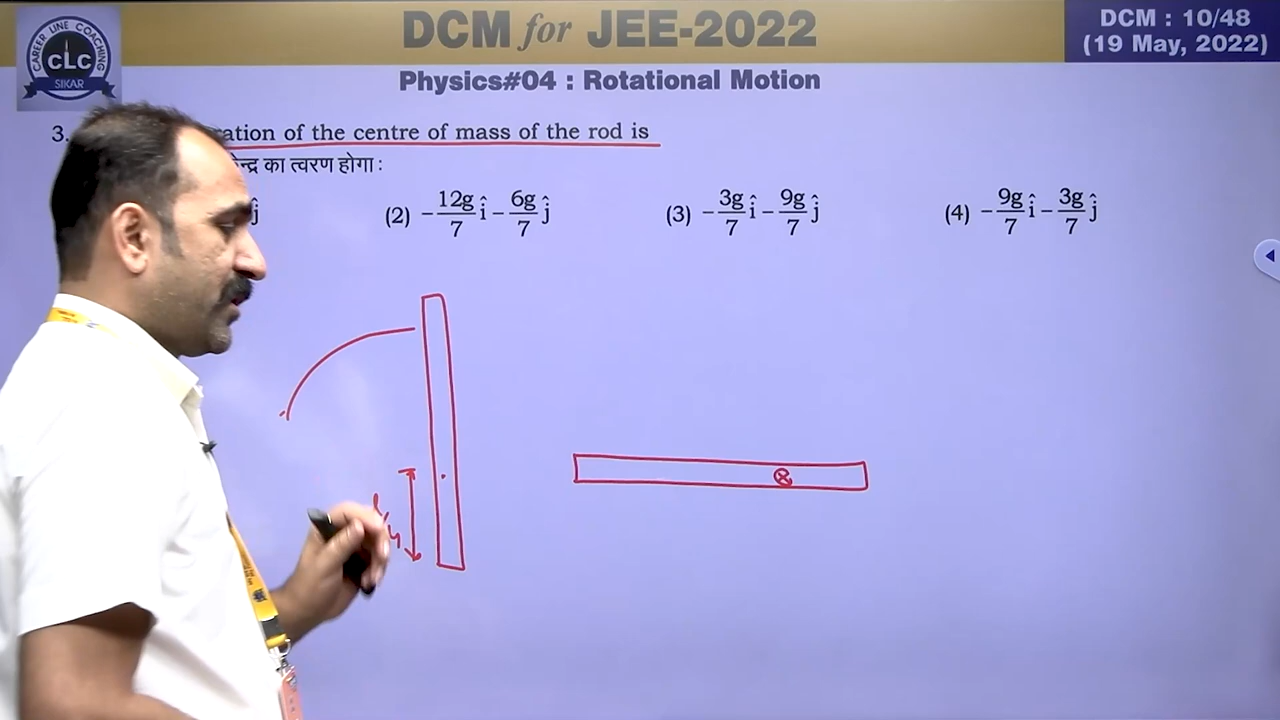 DCM for JEE-2022
DCM : 10/48
(19 May, 2022)
CAREER LINE COACHING
CLC
SIKAR
Physics#04 : Rotational Motion
3. of the centre of mass of the rod is
का त्वरण होगा :
(2) -12g/7 î - 6g/7 ĵ
(3) -3g/7 î - 9g/7 ĵ
(4) -9g/7 î - 3g/7 ĵ
l/4